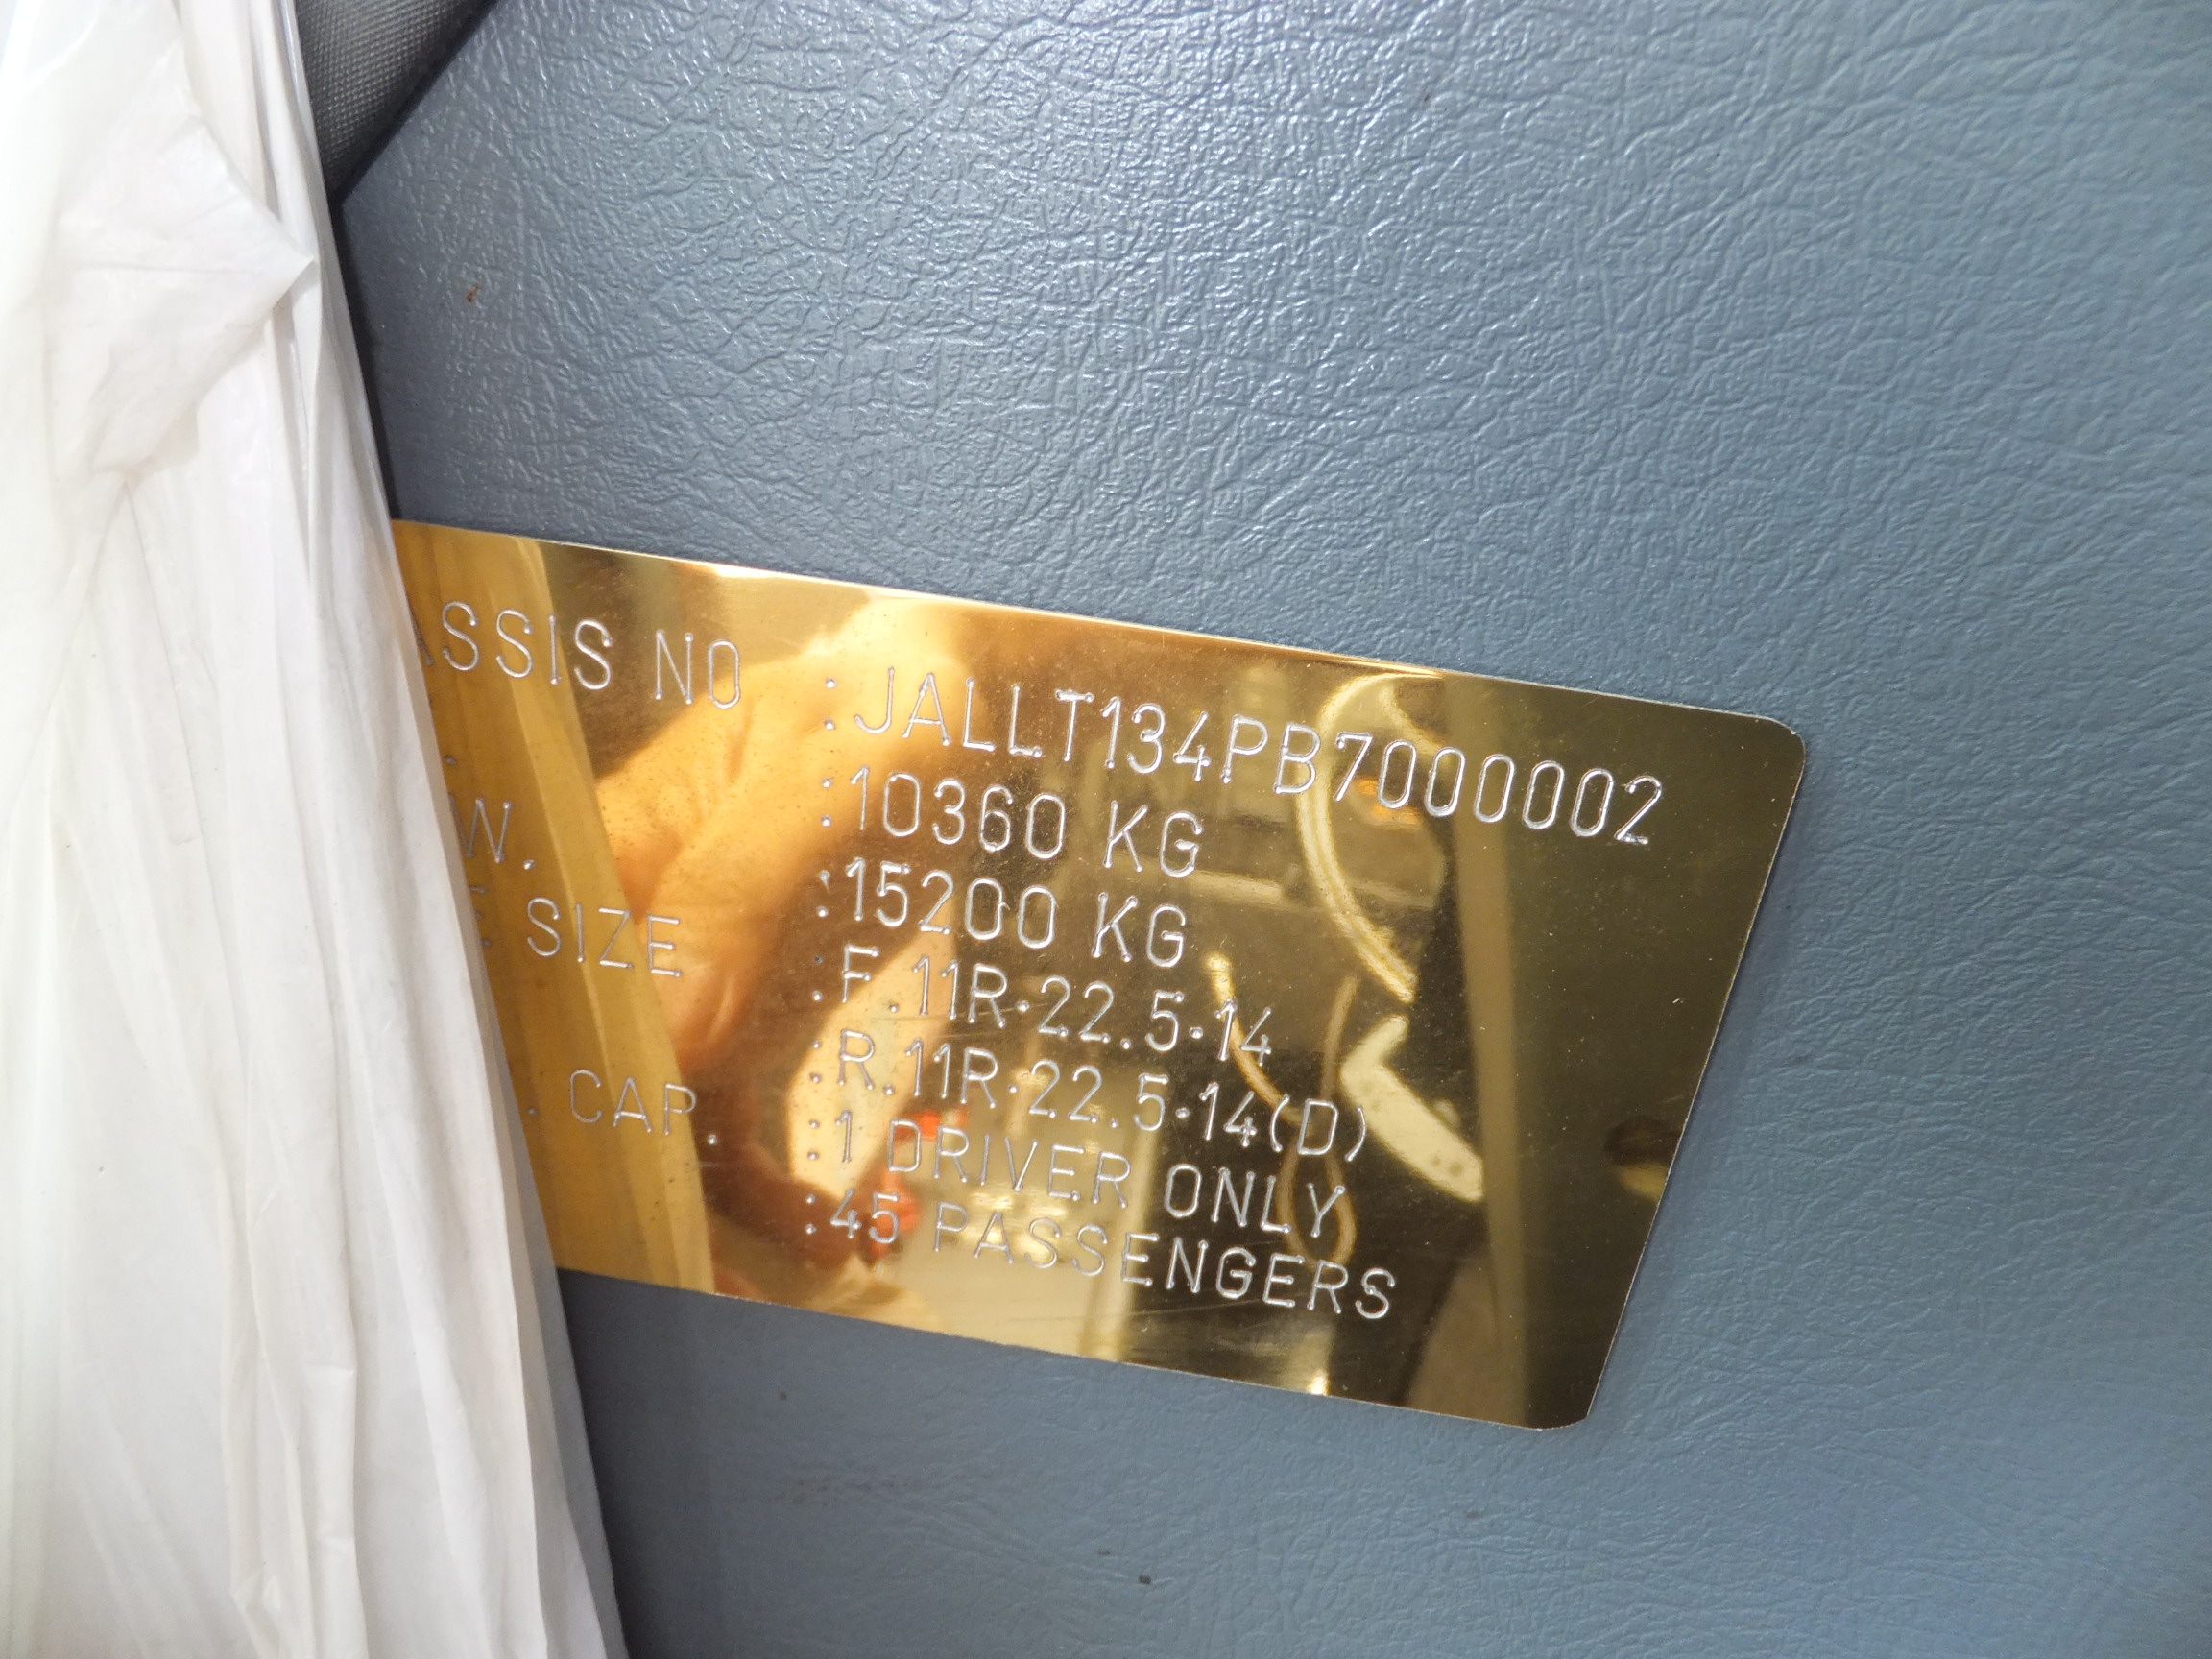 ASSIS NO :JALLT134PB7000002
. :10360 KG
W. :15200 KG
E SIZE :F.11R·22.5·14
:R.11R·22.5·14(D)
. CAP. :1 DRIVER ONLY
:45 PASSENGERS